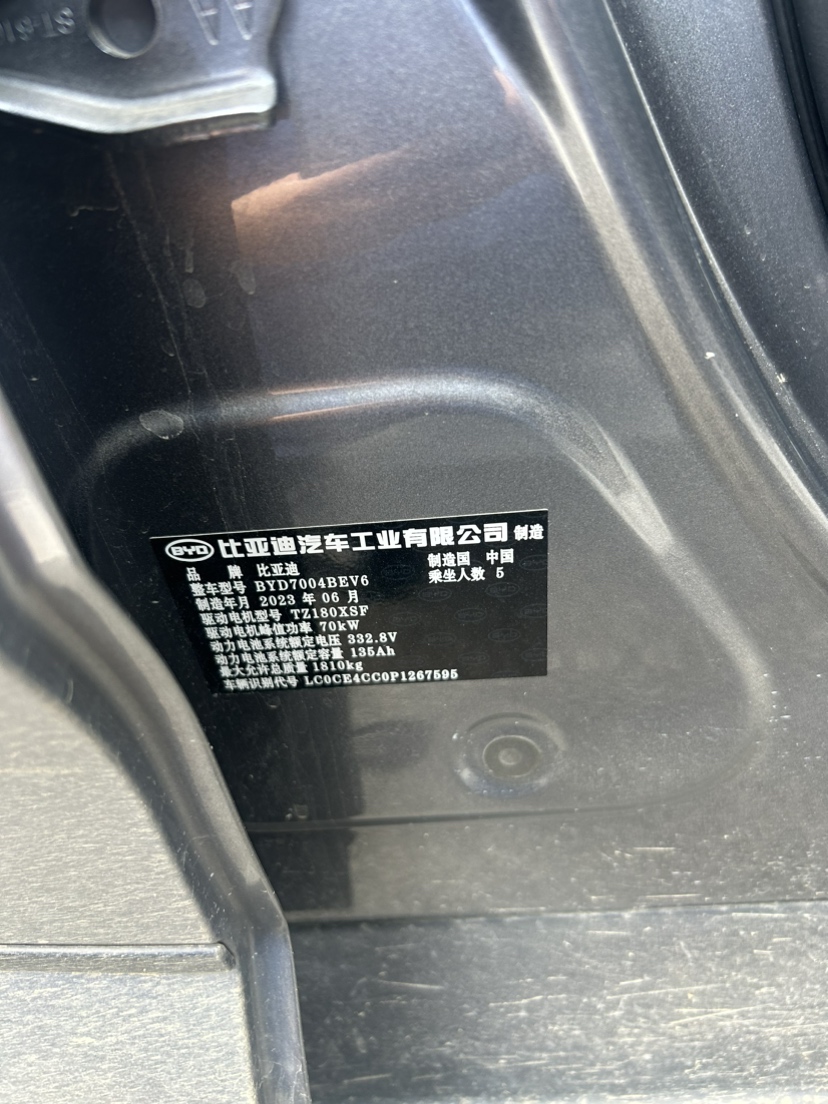 BYD 比亚迪汽车工业有限公司 制造
品 牌 比亚迪 制造国 中国
整车型号 BYD7004BEV6 乘坐人数 5
制造年月 2023 年 06 月
驱动电机型号 TZ180XSF
驱动电机峰值功率 70kW
动力电池系统额定电压 332.8V
动力电池系统额定容量 135Ah
最大允许总质量 1810kg
车辆识别代号 LC0CE4CC0P1267595